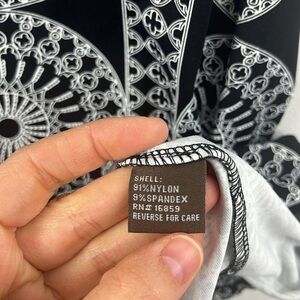 SHELL:
91%NYLON
9%SPANDEX
RN# 16859
REVERSE FOR CARE